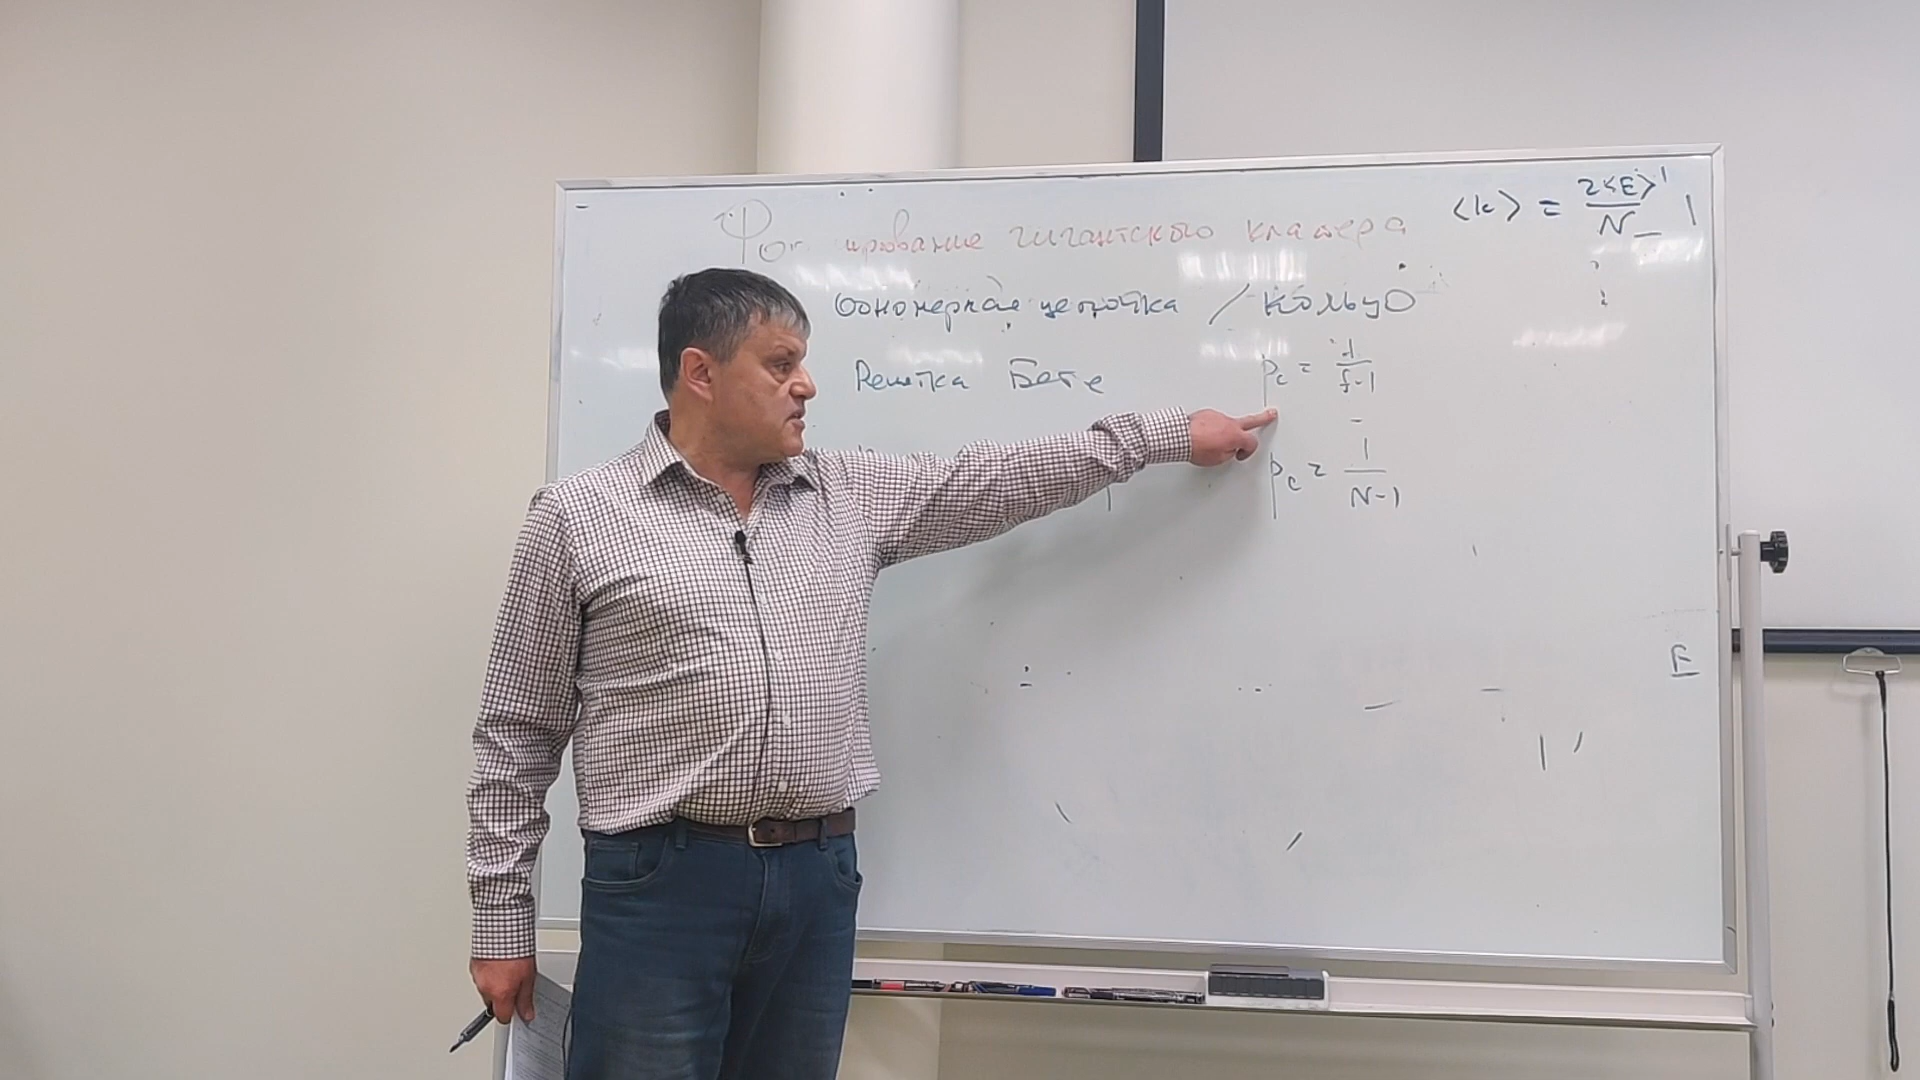 Формирование гигантского кластера
⟨k⟩ = 2⟨E⟩/N
Одномерная цепочка / кольцо
Решетка Бете p_c = 1/(f-1)
p_c = 1/(N-1)
E